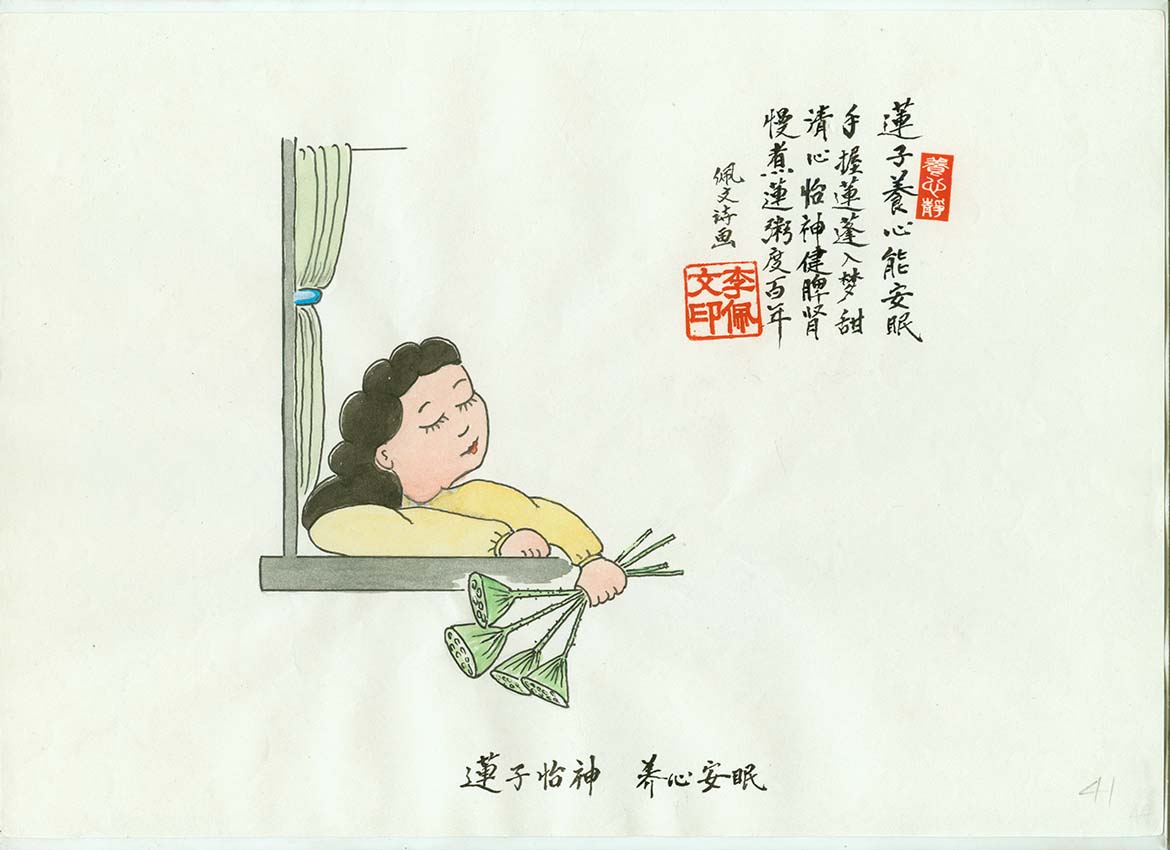 養心靜
蓮子養心能安眠
手握蓮蓬入梦甜
清心怡神健脾肾
慢煮蓮粥度百年
佩文诗画
李佩文印
蓮子怡神 养心安眠
41